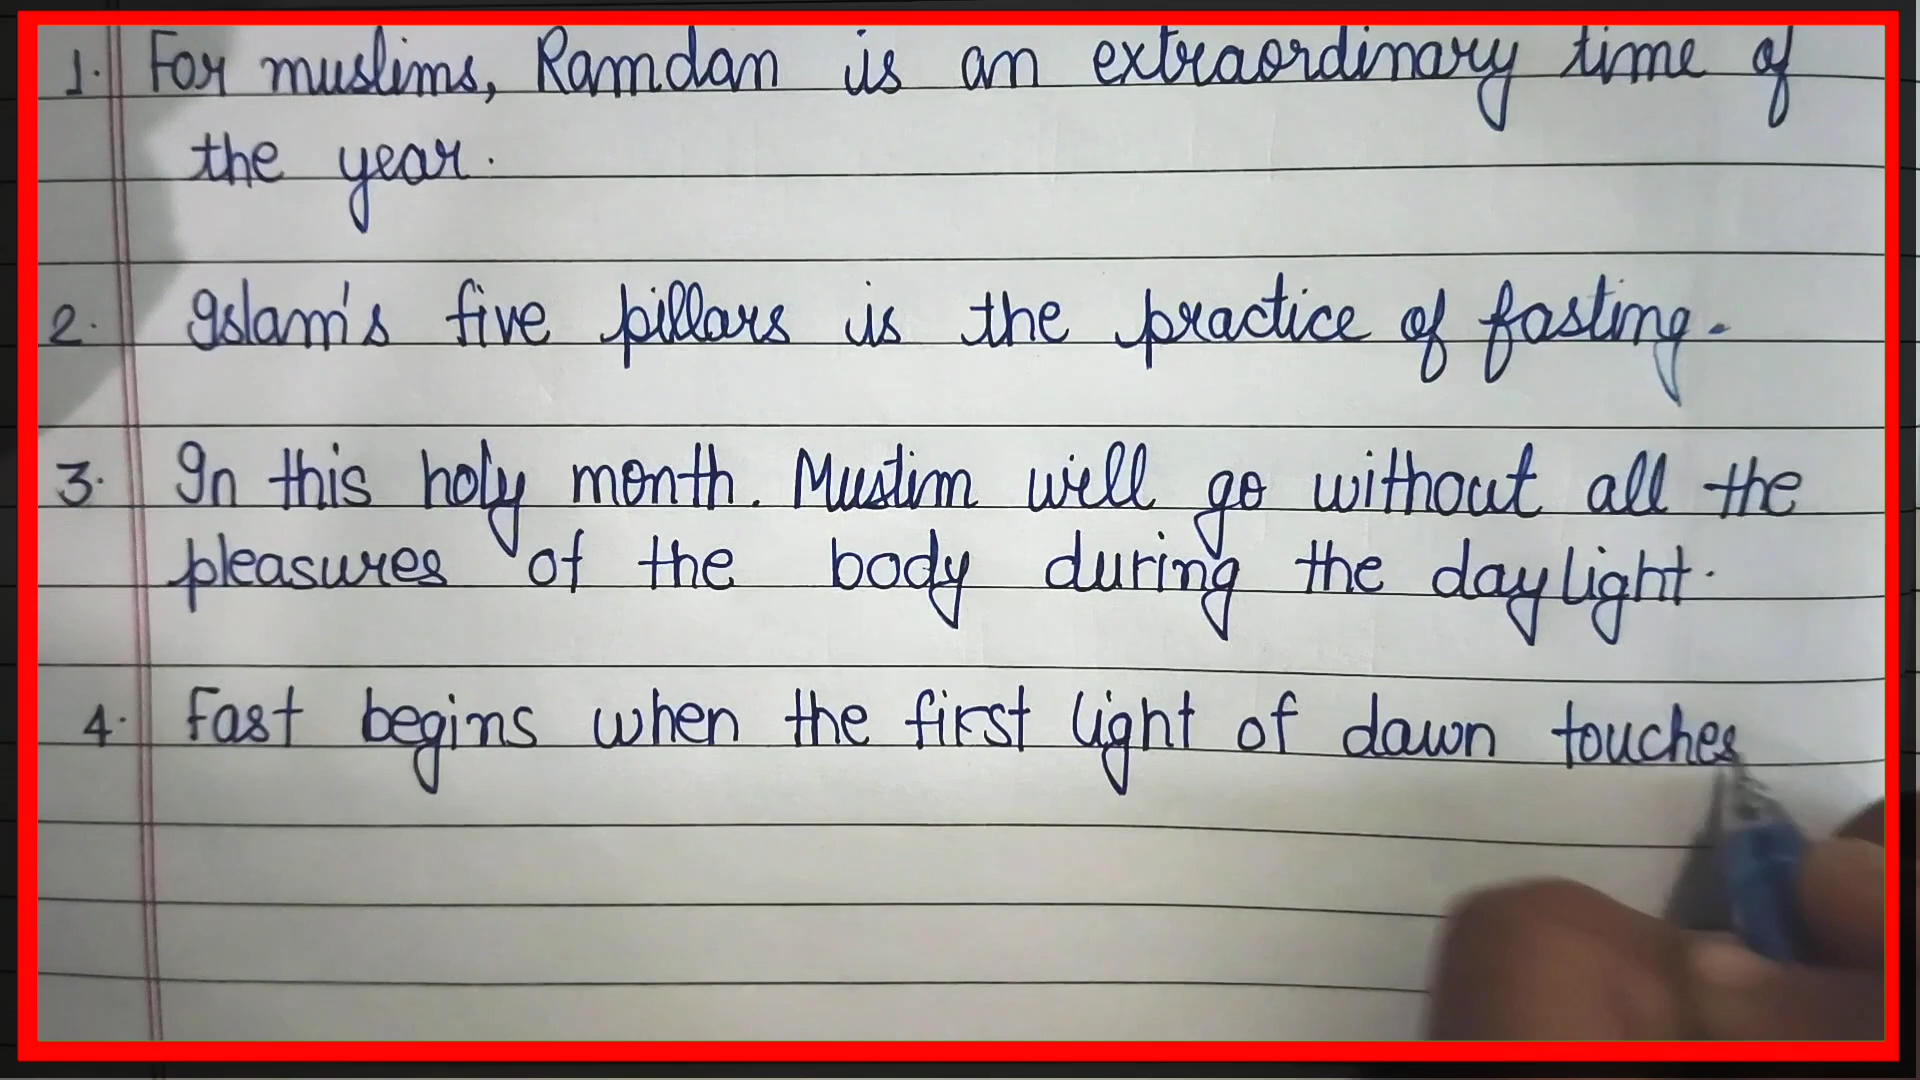 1. For muslims, Ramdan is an extraordinary time of
the year.
2. Islam's five pillars is the practice of fasting.
3. In this holy month. Muslim will go without all the
pleasures of the body during the daylight.
4. Fast begins when the first light of dawn touches